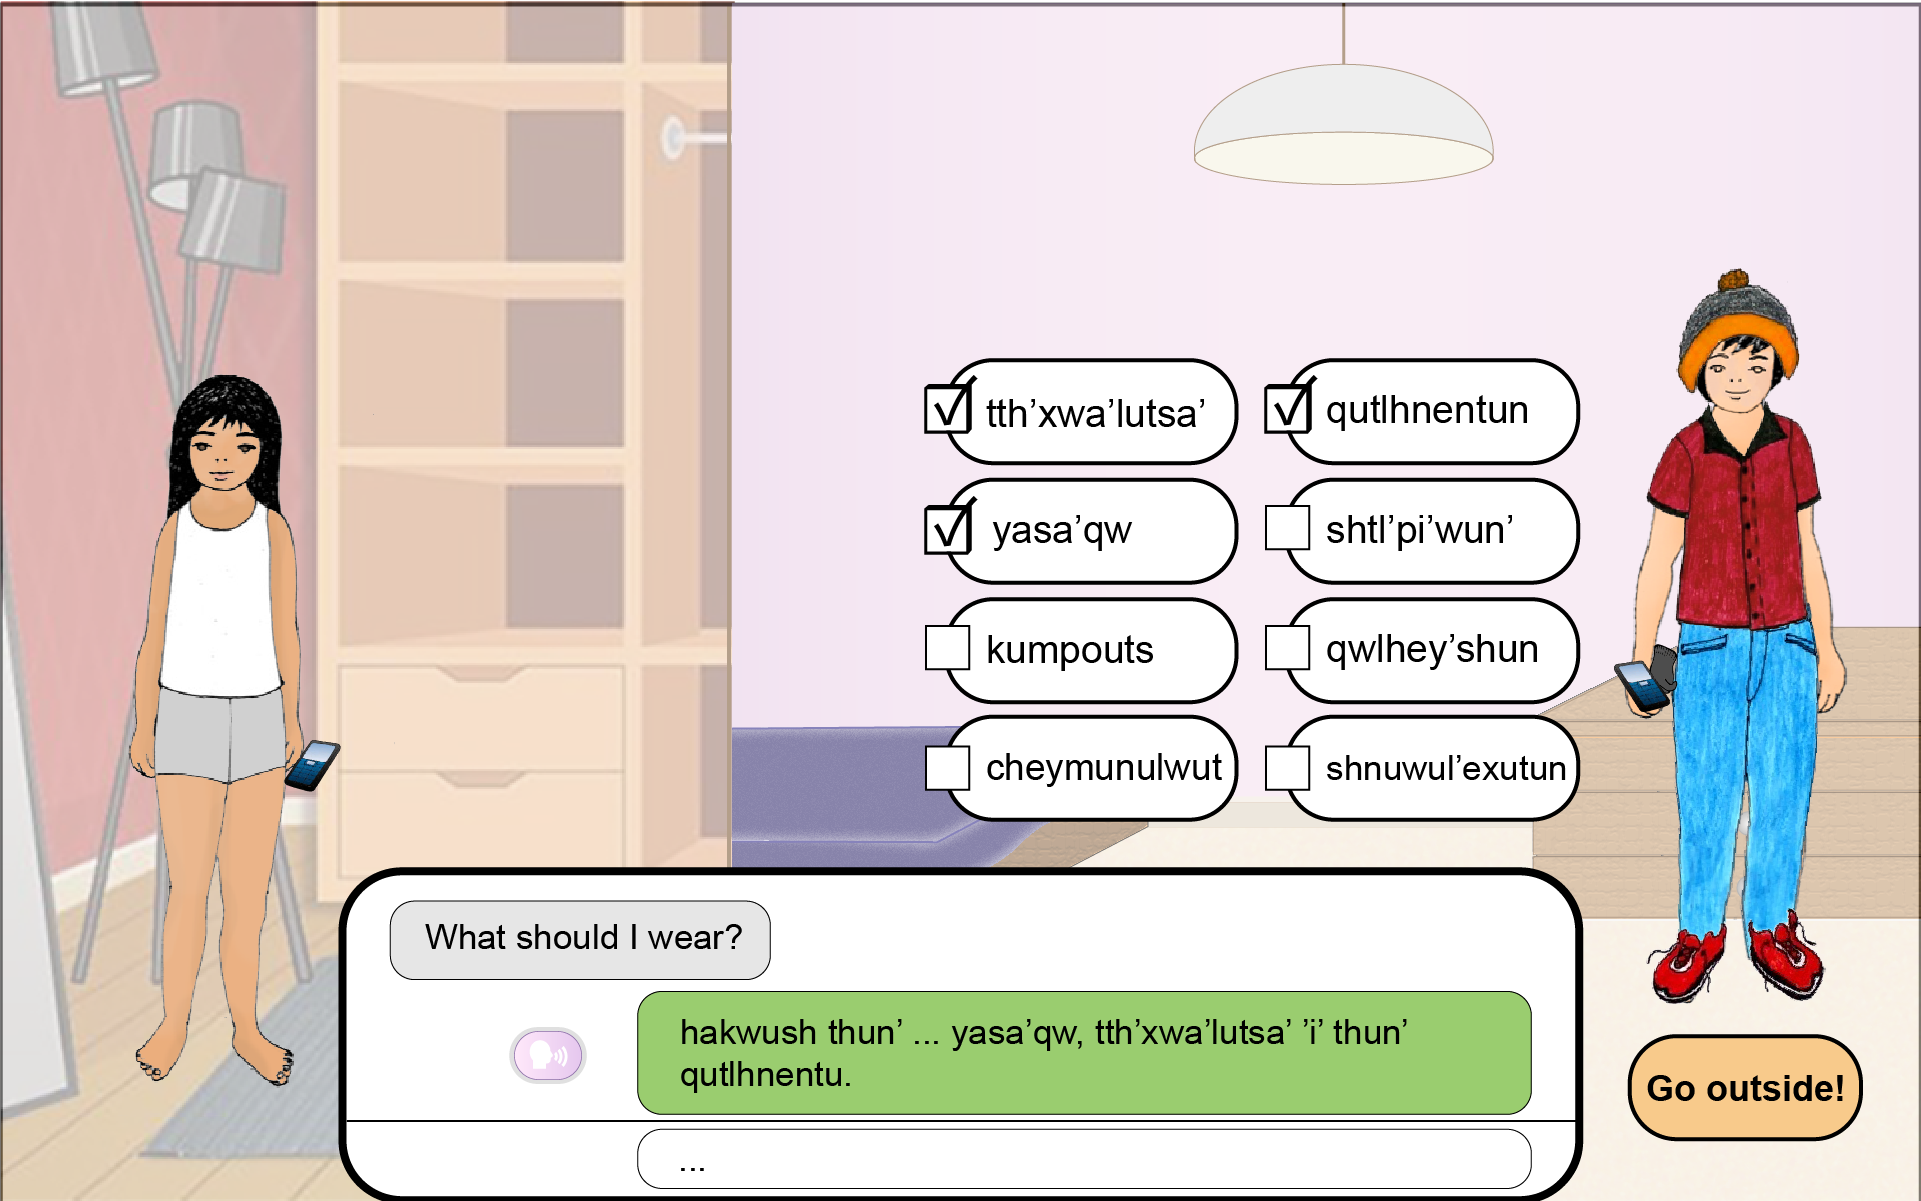 tth’xwa’lutsa’
qutlhnentun
yasa’qw
shtl’pi’wun’
kumpouts
qwlhey’shun
cheymunulwut
shnuwul’exutun
What should I wear?
hakwush thun’ ... yasa’qw, tth’xwa’lutsa’ ’i’ thun’
qutlhnentu.
...
Go outside!